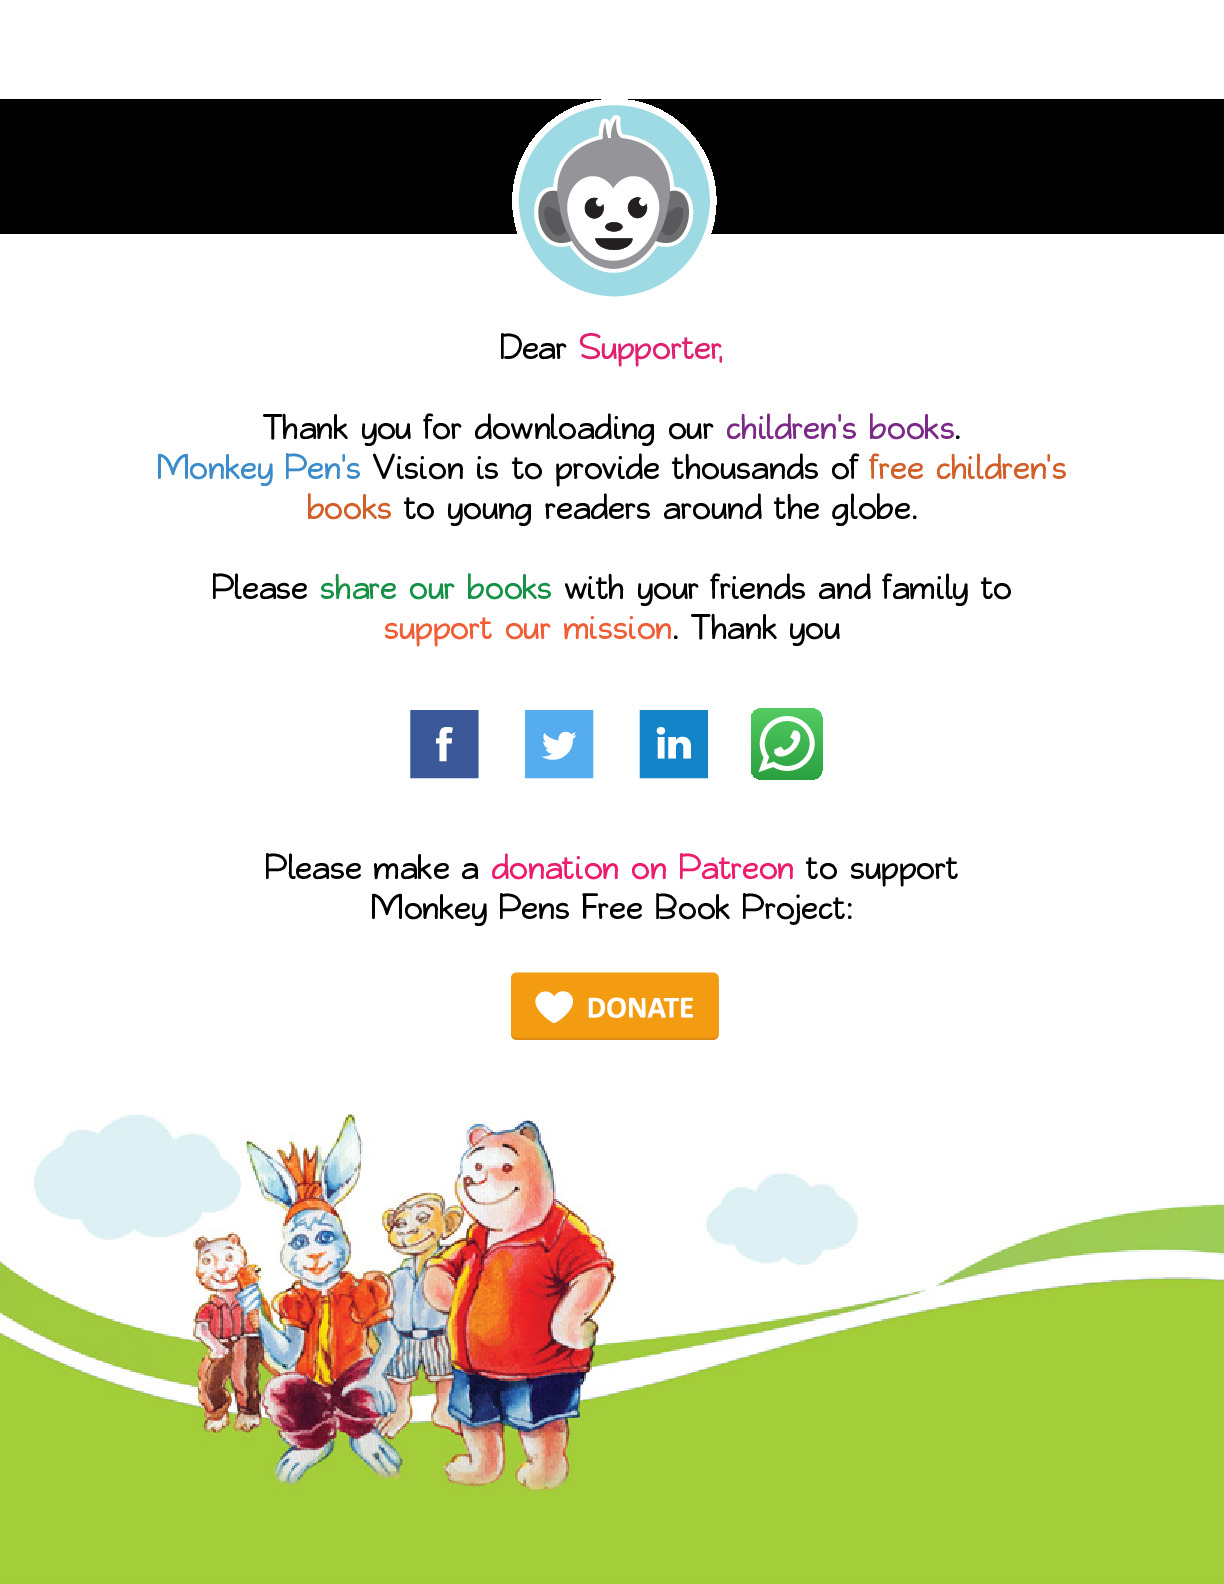 Dear Supporter,
Thank you for downloading our children's books.
Monkey Pen's Vision is to provide thousands of free children's
books to young readers around the globe.
Please share our books with your friends and family to
support our mission. Thank you
f
in
Please make a donation on Patreon to support
Monkey Pens Free Book Project:
DONATE